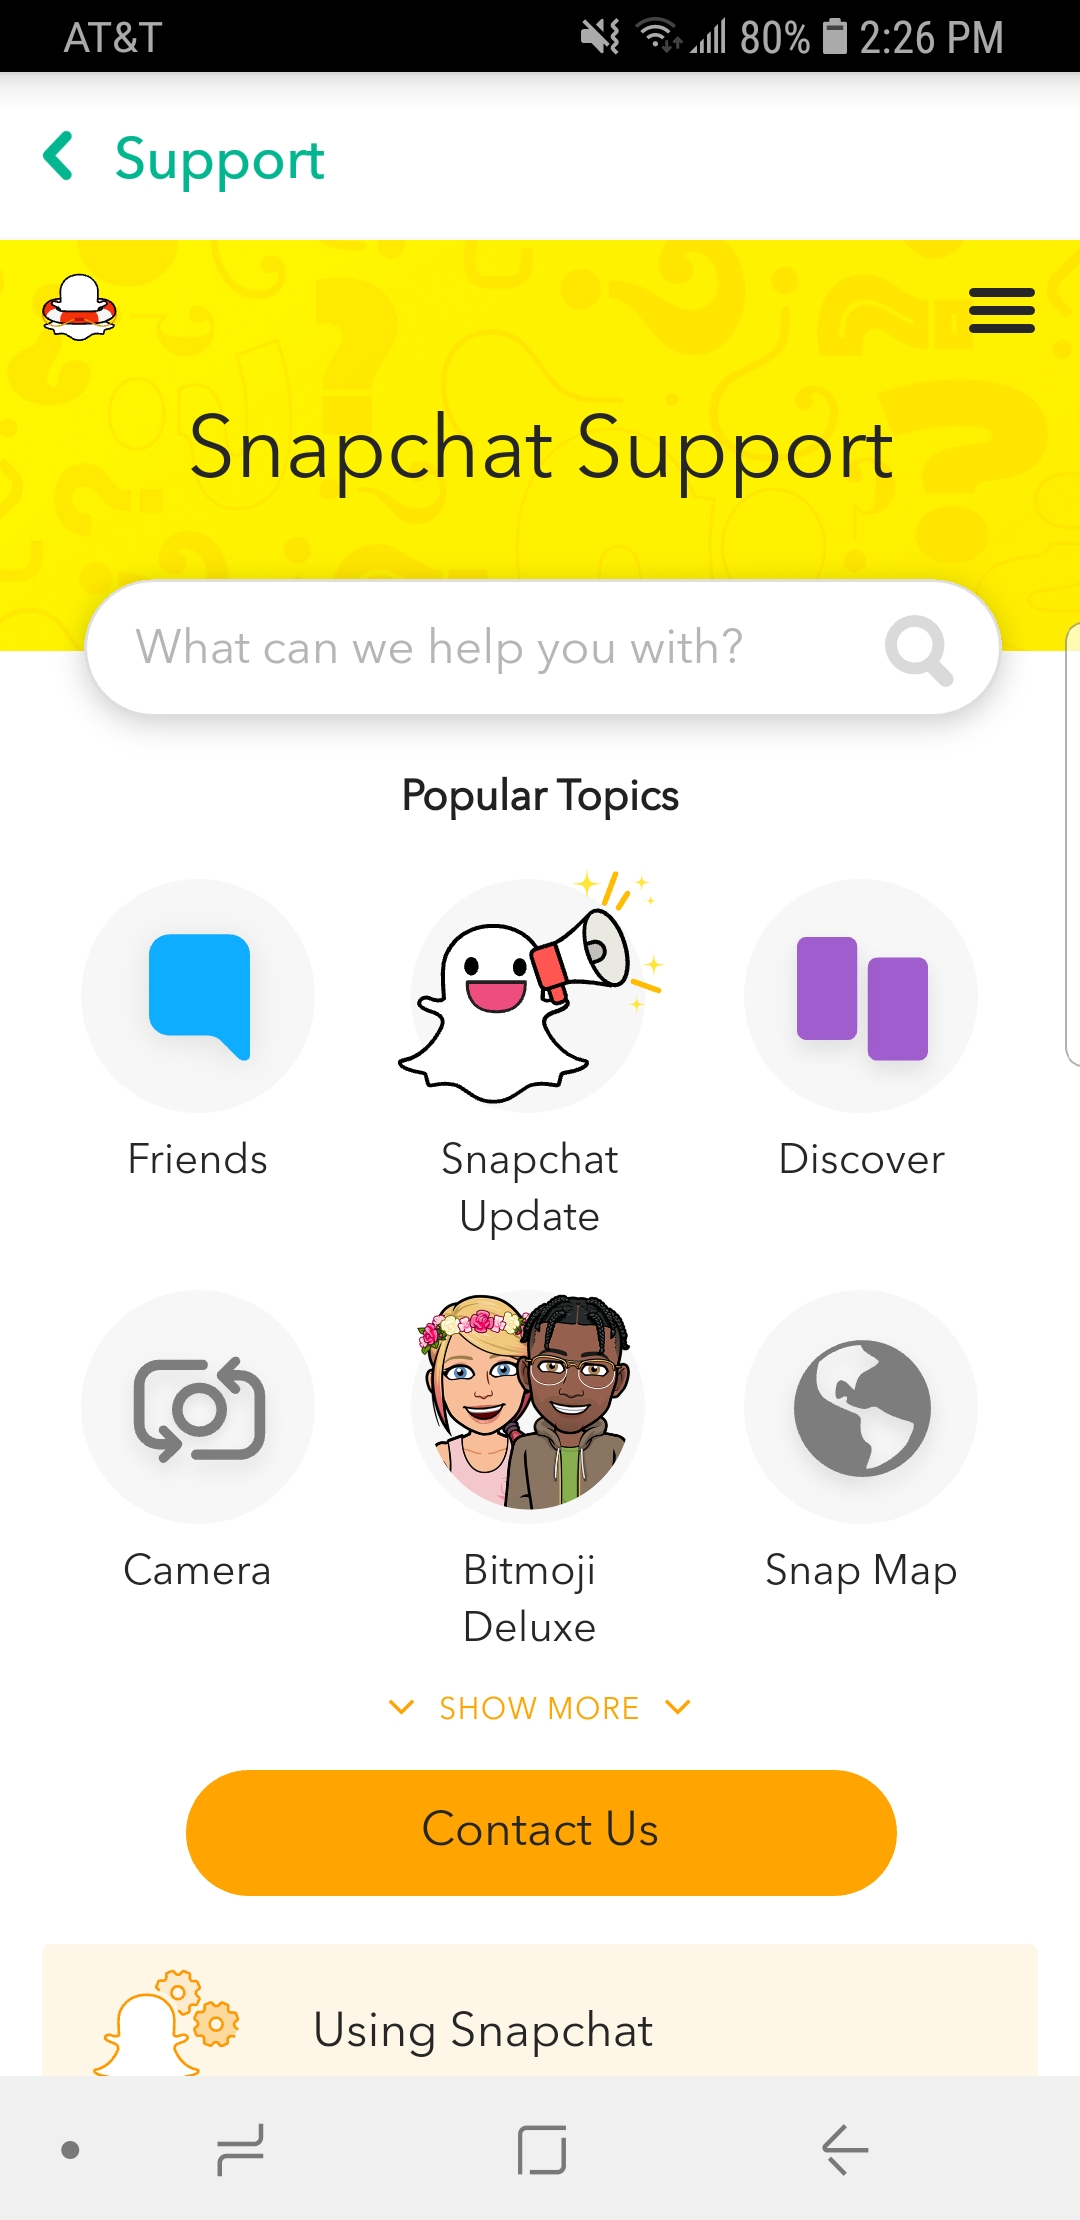 AT&T 80% 2:26 PM
Support
Snapchat Support
What can we help you with?
Popular Topics
Friends
Snapchat
Update
Discover
Camera
Bitmoji
Deluxe
Snap Map
SHOW MORE
Contact Us
Using Snapchat